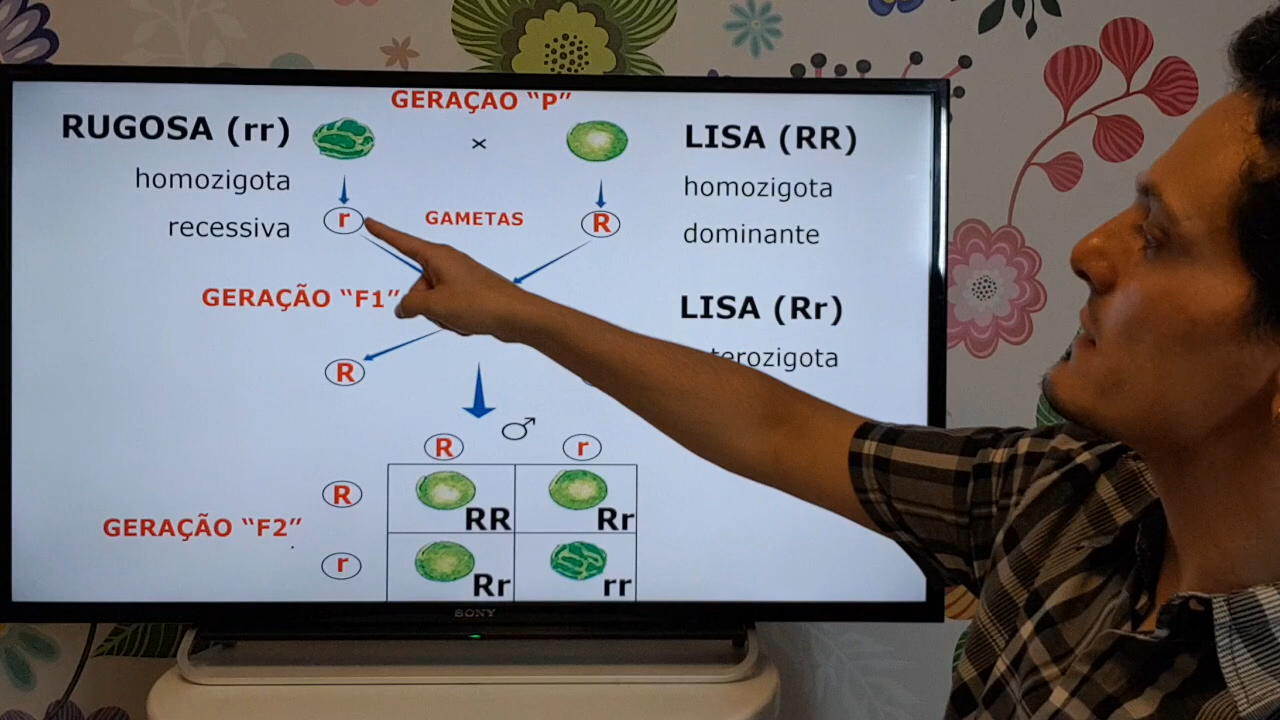 GERAÇÃO “P”
RUGOSA (rr)
x
LISA (RR)
homozigota
homozigota
recessiva
r
GAMETAS
R
dominante
GERAÇÃO “F1”
LISA (Rr)
R
♂
R
r
R
RR
Rr
GERAÇÃO “F2”
r
Rr
rr
SONY